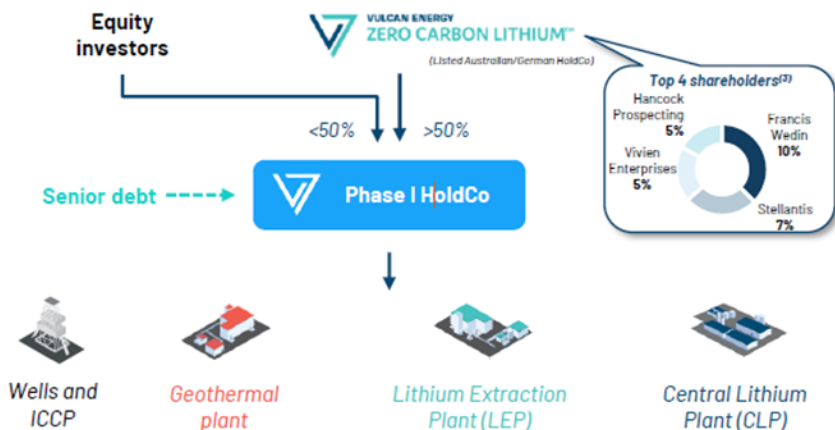 Equity
investors
VULCAN ENERGY
ZERO CARBON LITHIUM™
(Listed Australian/German HoldCo)
Top 4 shareholders(3)
Hancock
Prospecting
5%
Francis
Wedin
10%
Vivien
Enterprises
5%
Stellantis
7%
<50%
>50%
Senior debt
Phase I HoldCo
Wells and
ICCP
Geothermal
plant
Lithium Extraction
Plant (LEP)
Central Lithium
Plant (CLP)